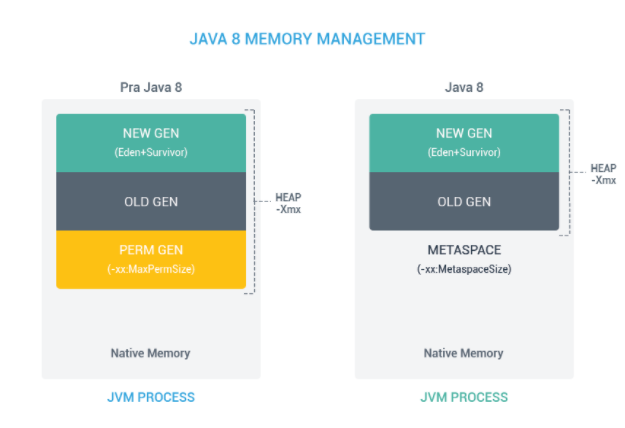 JAVA 8 MEMORY MANAGEMENT
Pra Java 8
NEW GEN
(Eden+Survivor)
OLD GEN
PERM GEN
(-xx:MaxPermSize)
HEAP
-Xmx
Native Memory
JVM PROCESS
Java 8
NEW GEN
(Eden+Survivor)
OLD GEN
HEAP
-Xmx
METASPACE
(-xx:MetaspaceSize)
Native Memory
JVM PROCESS